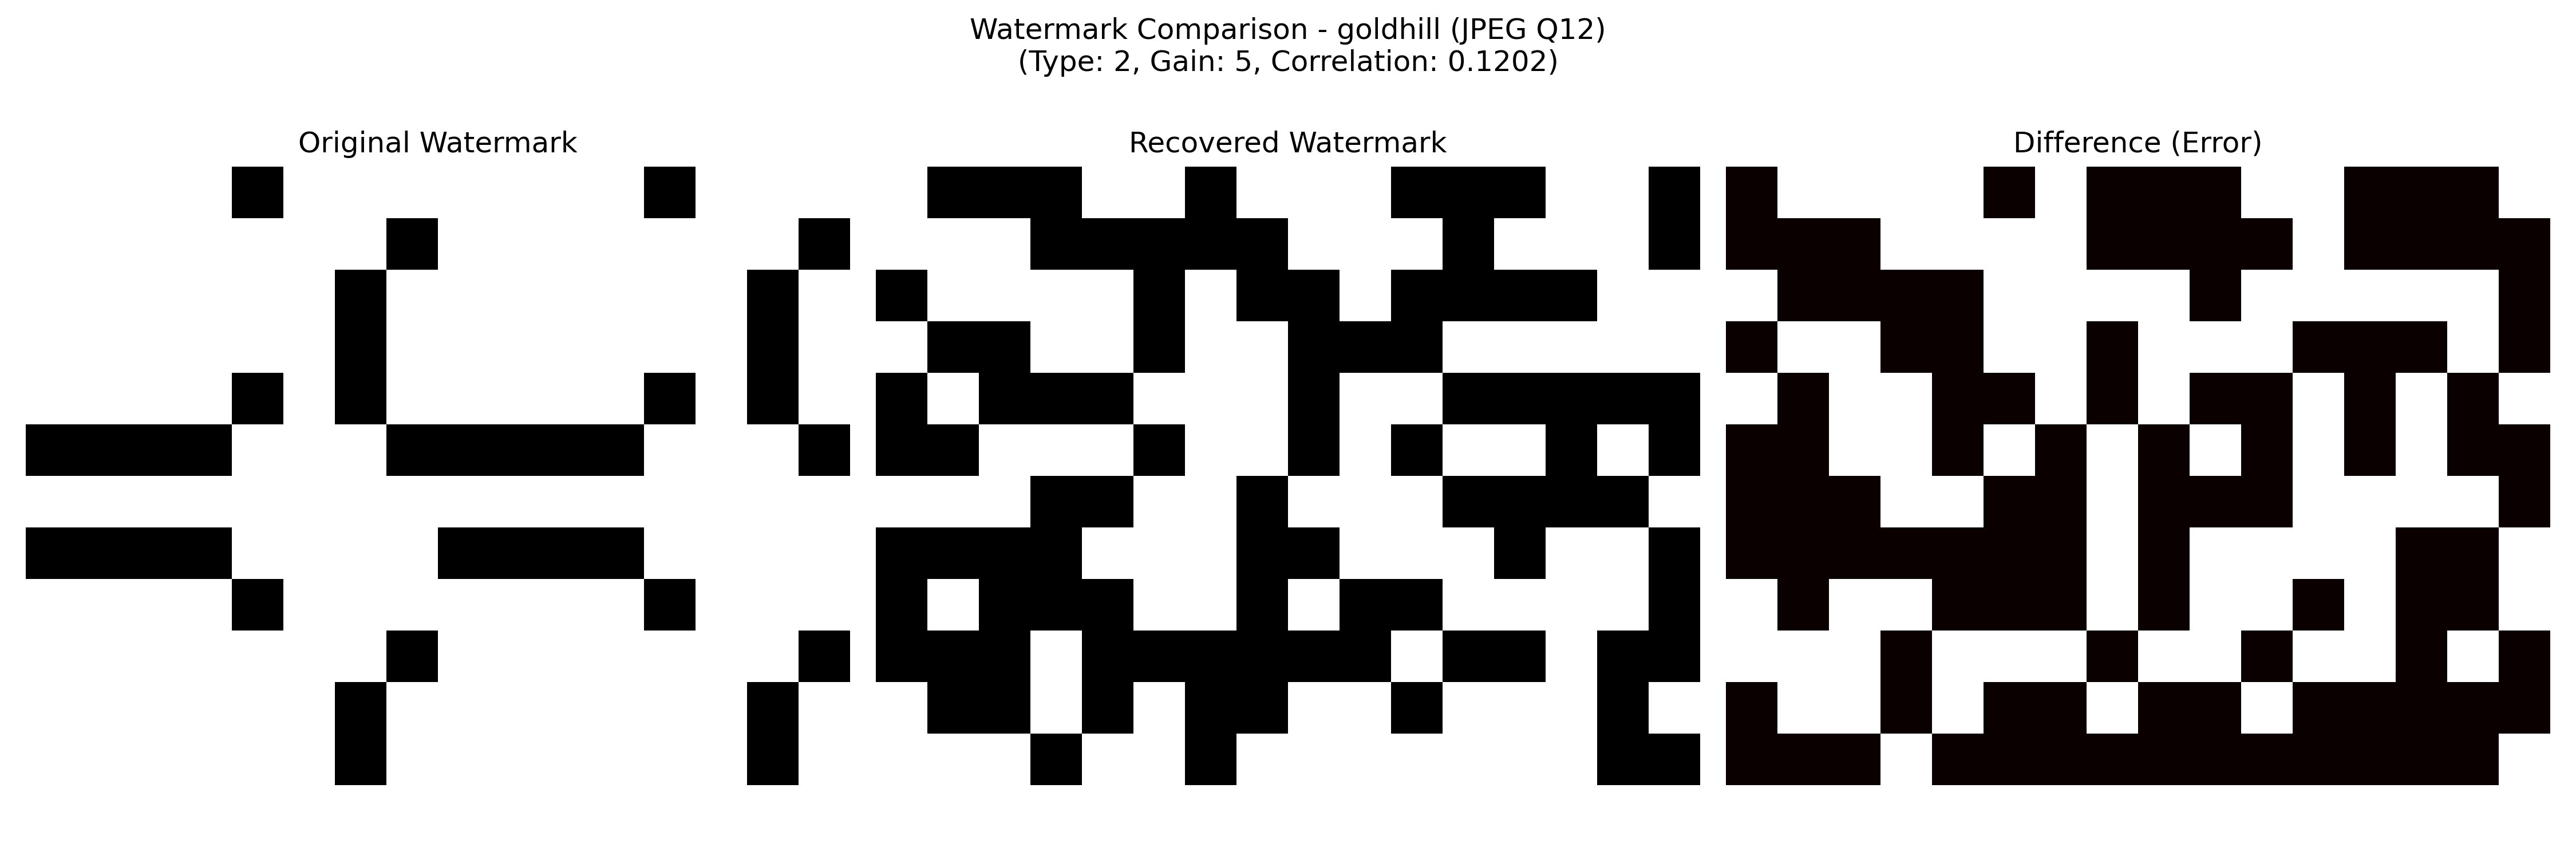 Watermark Comparison - goldhill (JPEG Q12)
(Type: 2, Gain: 5, Correlation: 0.1202)
Original Watermark
Recovered Watermark
Difference (Error)